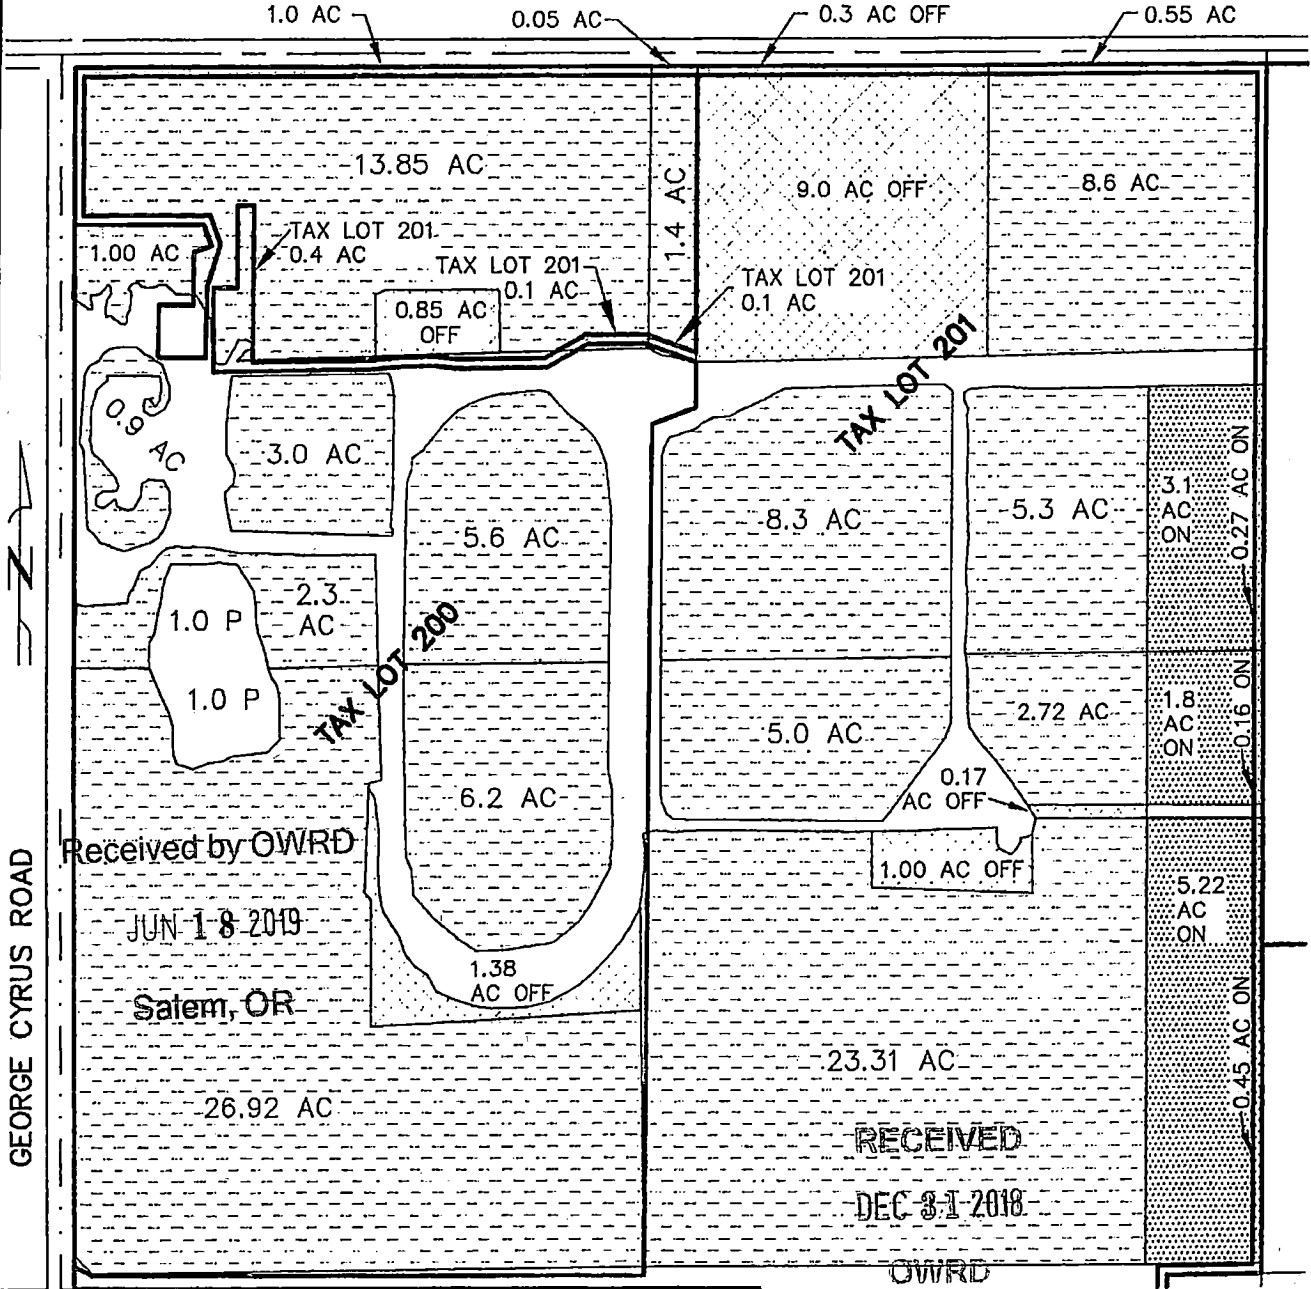 1.0 AC
0.05 AC
0.3 AC OFF
0.55 AC
13.85 AC
1.4 AC
9.0 AC OFF
8.6 AC
1.00 AC
TAX LOT 201
0.4 AC
TAX LOT 201
0.1 AC
0.85 AC
OFF
TAX LOT 201
0.1 AC
TAX LOT 201
0.9 AC
3.0 AC
5.6 AC
8.3 AC
5.3 AC
3.1
AC
ON
0.27 AC ON
1.0 P
2.3
AC
TAX LOT 200
1.0 P
N
5.0 AC
2.72 AC
1.8
AC
ON
0.16 ON
6.2 AC
0.17
AC OFF
Received by OWRD
1.00 AC OFF
5.22
AC
ON
JUN 18 2019
1.38
AC OFF
Salem, OR
GEORGE CYRUS ROAD
23.31 AC
0.45 AC ON
26.92 AC
RECEIVED
DEC 31 2018
OWRD